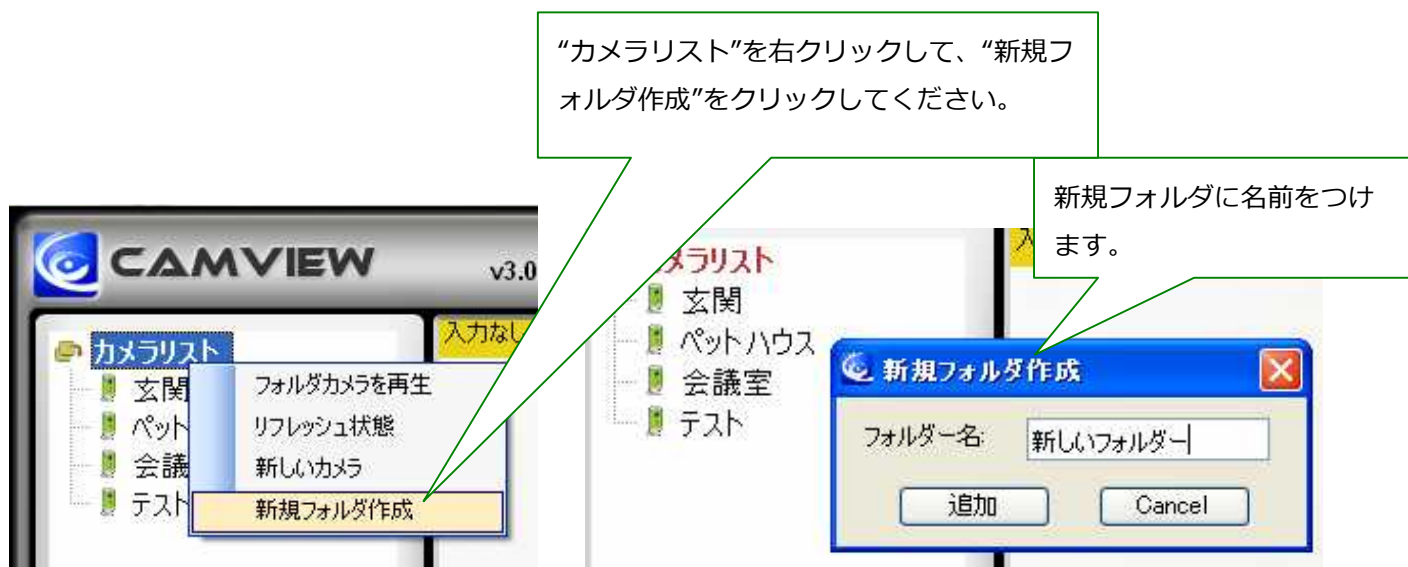 “カメラリスト”を右クリックして、“新規フ
ォルダ作成”をクリックしてください。
新規フォルダに名前をつけ
ます。
CAMVIEW
v3.0
カメラリスト
玄関
ペット
会議
テスト
入力なし
フォルダカメラを再生
リフレッシュ状態
新しいカメラ
新規フォルダ作成
メラリスト
玄関
ペットハウス
会議室
テスト
入
新規フォルダ作成
フォルダー名:
新しいフォルダー
追加
Cancel